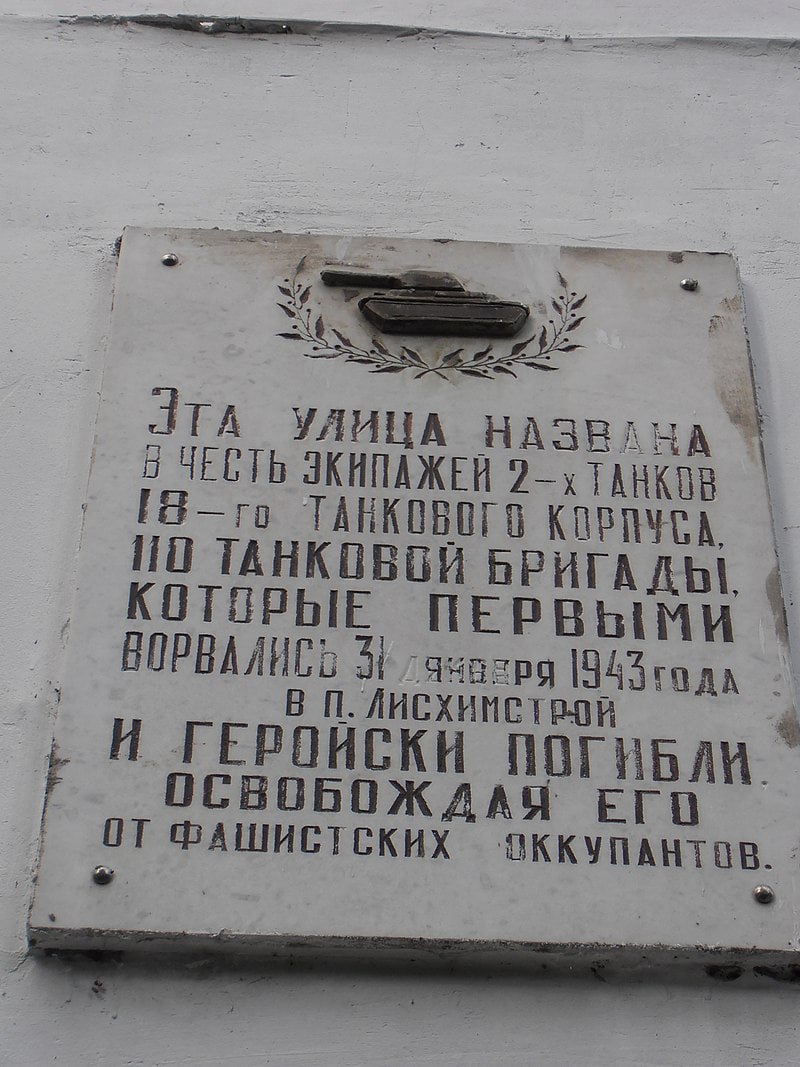 Эта улица названа
в честь экипажей 2-х танков
18-го танкового корпуса,
110 танковой бригады,
которые первыми
ворвались 31 января 1943 года
в п. Лисхимстрой
и геройски погибли
освобождая его
от фашистских оккупантов.